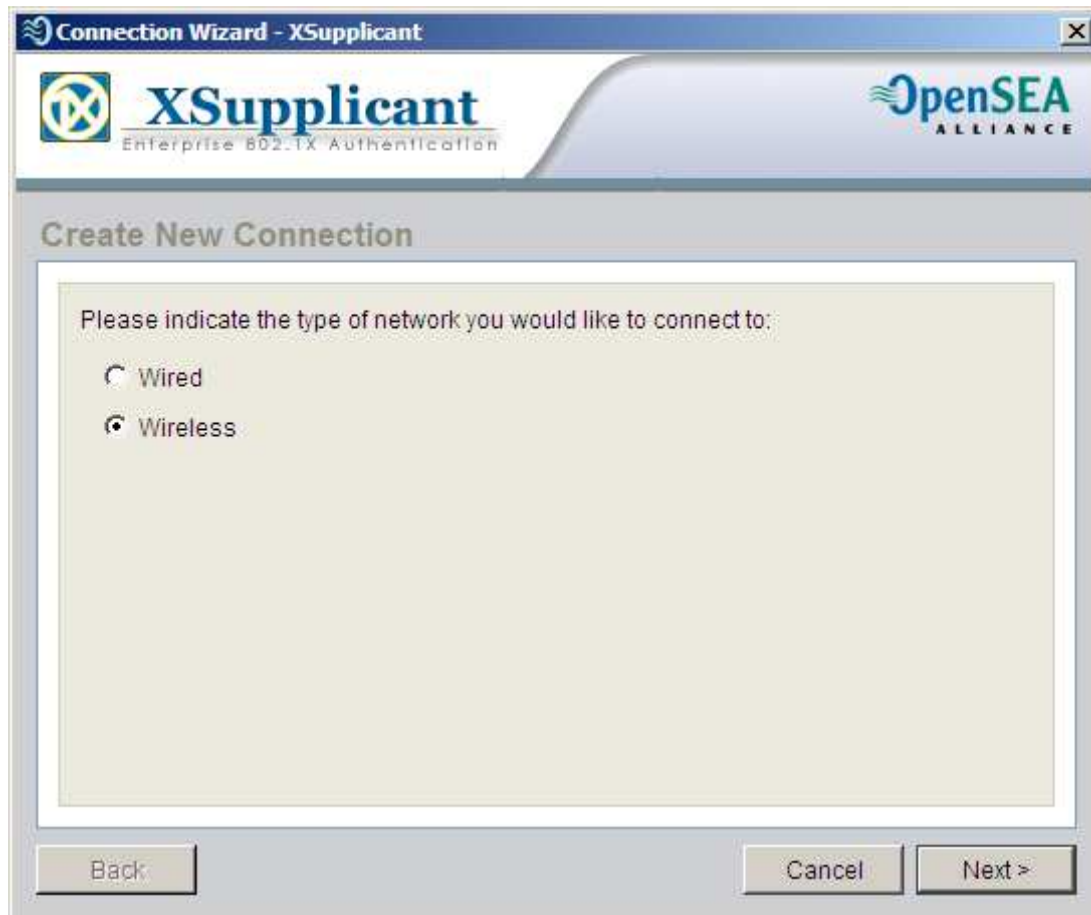 Connection Wizard - XSupplicant
1X
XSupplicant
Enterprise 802.1X Authentication
OpenSEA
ALLIANCE
Create New Connection
Please indicate the type of network you would like to connect to:
Wired
Wireless
Back
Cancel
Next >